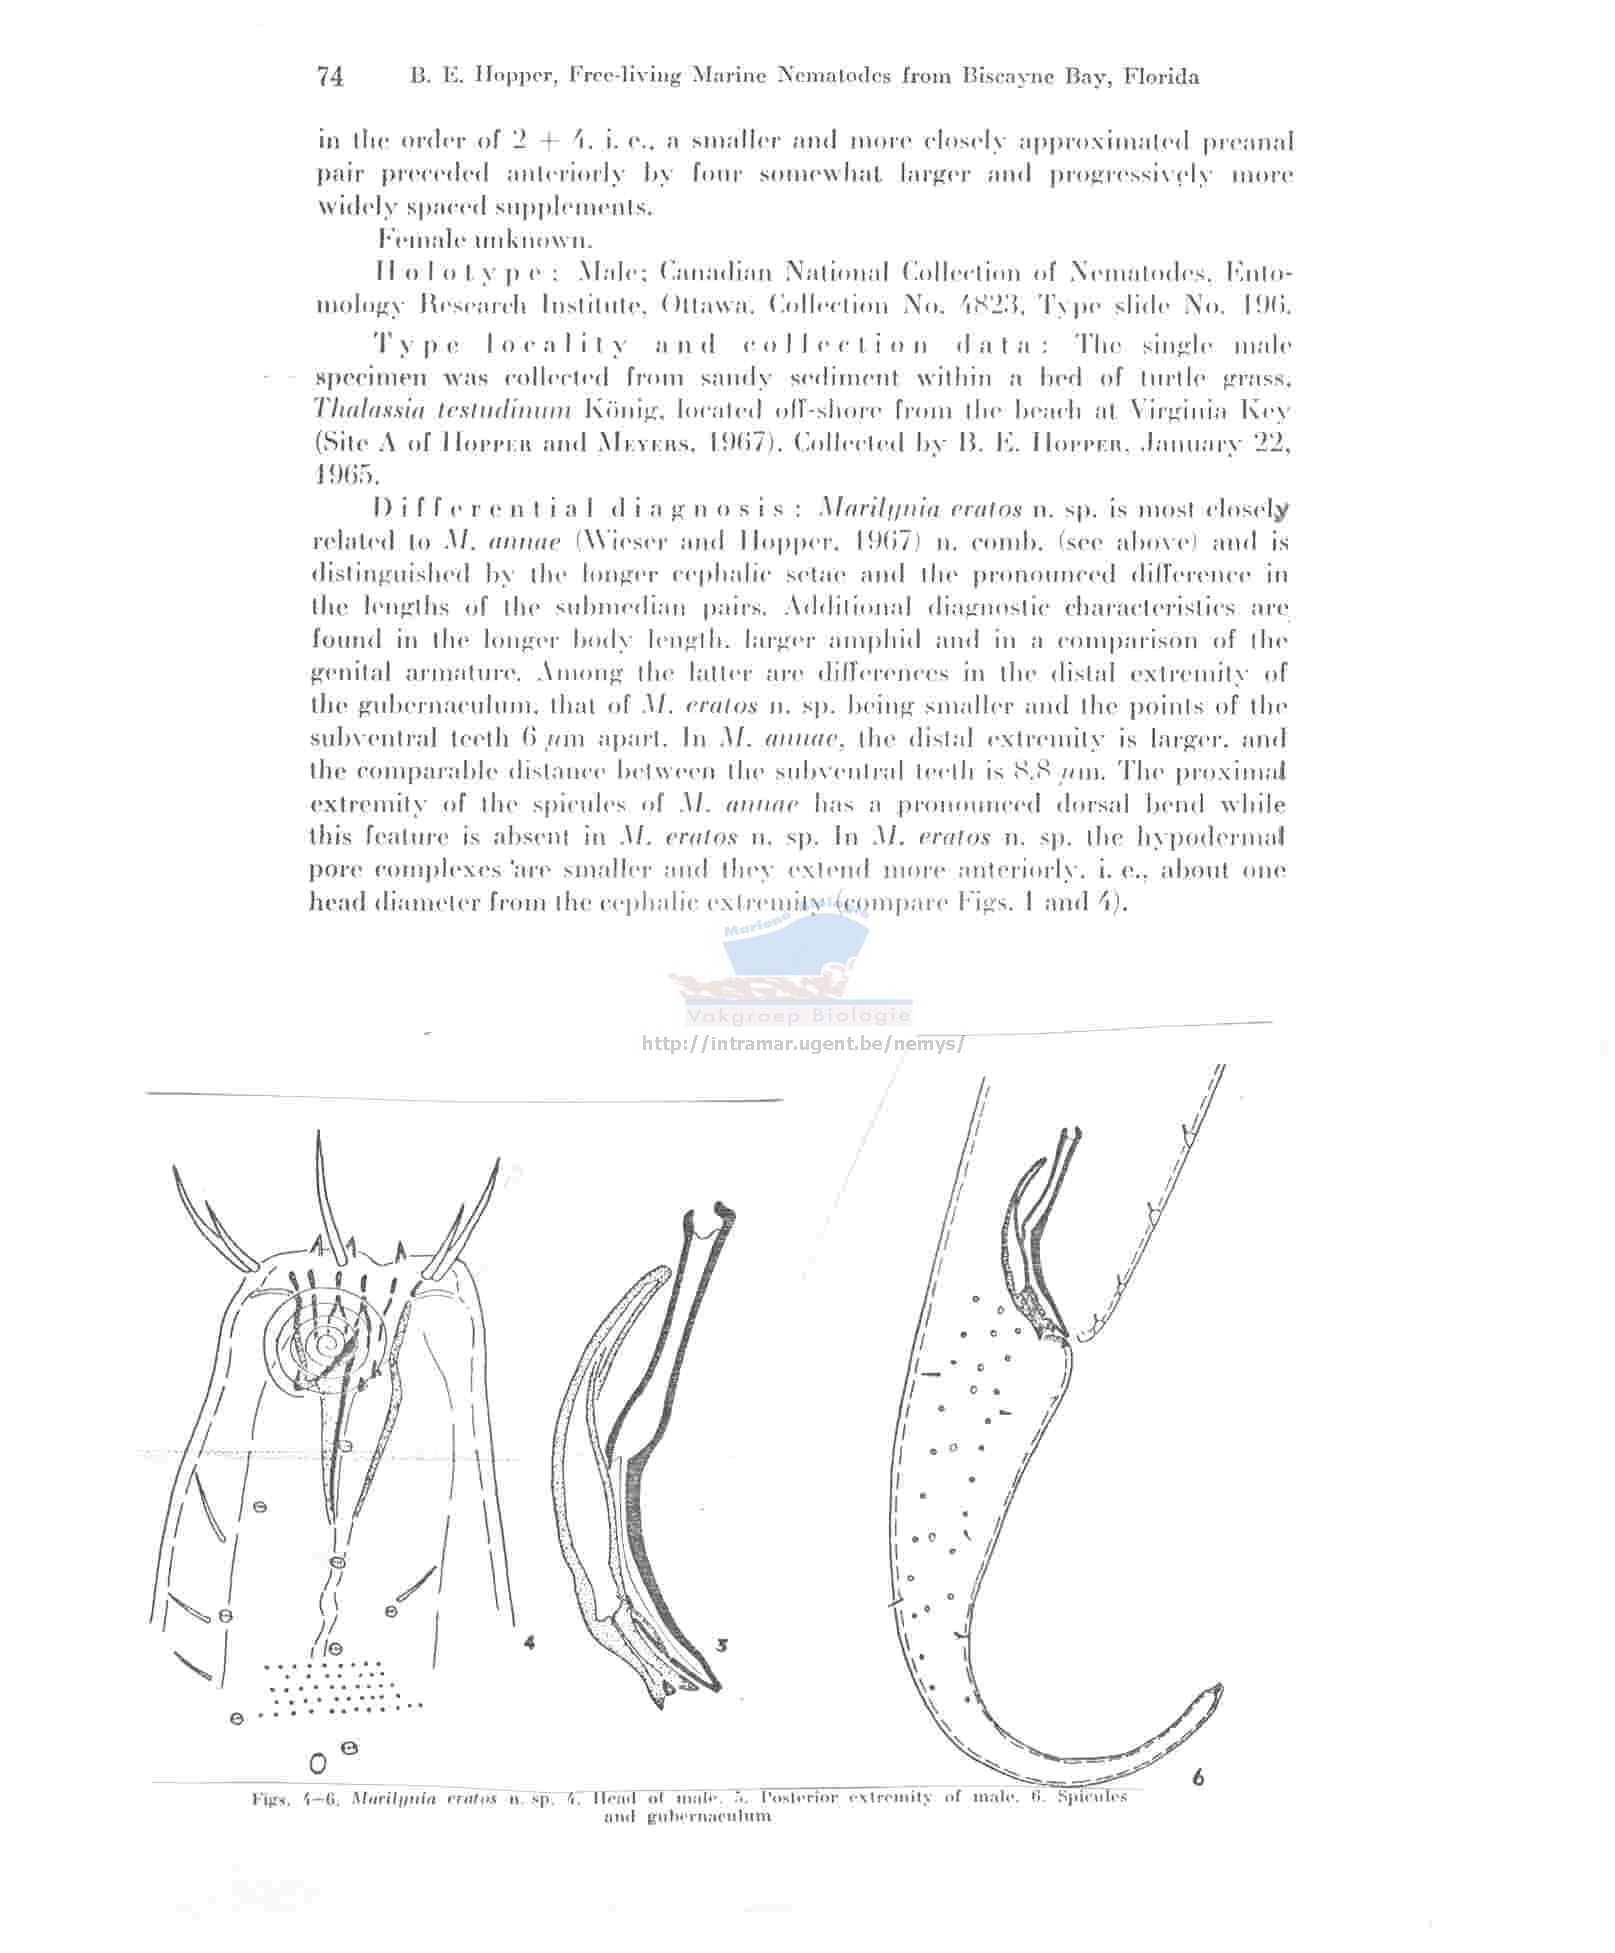 74 B. E. Hopper, Free-living Marine Nematodes from Biscayne Bay, Florida
in the order of 2 + 4, i. e., a smaller and more closely approximated preanal
pair preceded anteriorly by four somewhat larger and progressively more
widely spaced supplements.
Female unknown.
Holotype: Male; Canadian National Collection of Nematodes, Ento-
mology Research Institute, Ottawa, Collection No. 4823, Type slide No. 196.
Type locality and collection data: The single male
specimen was collected from sandy sediment within a bed of turtle grass,
Thalassia testudinum König, located off-shore from the beach at Virginia Key
(Site A of Hopper and Meyers, 1967). Collected by B. E. Hopper, January 22,
1965.
Differential diagnosis: Marilynia eratos n. sp. is most closely
related to M. annae (Wieser and Hopper, 1967) n. comb. (see above) and is
distinguished by the longer cephalic setae and the pronounced difference in
the lengths of the submedian pairs. Additional diagnostic characteristics are
found in the longer body length, larger amphid and in a comparison of the
genital armature. Among the latter are differences in the distal extremity of
the gubernaculum, that of M. eratos n. sp. being smaller and the points of the
subventral teeth 6 µm apart. In M. annae, the distal extremity is larger, and
the comparable distance between the subventral teeth is 8.8 µm. The proximal
extremity of the spicules of M. annae has a pronounced dorsal bend while
this feature is absent in M. eratos n. sp. In M. eratos n. sp. the hypodermal
pore complexes are smaller and they extend more anteriorly, i. e., about one
head diameter from the cephalic extremity (compare Figs. 1 and 4).
Mariene Biologie
Vakgroep Biologie
http://intramar.ugent.be/nemys/
4
5
6
Figs. 4–6. Marilynia eratos n. sp. 4. Head of male. 5. Posterior extremity of male. 6. Spicules
and gubernaculum